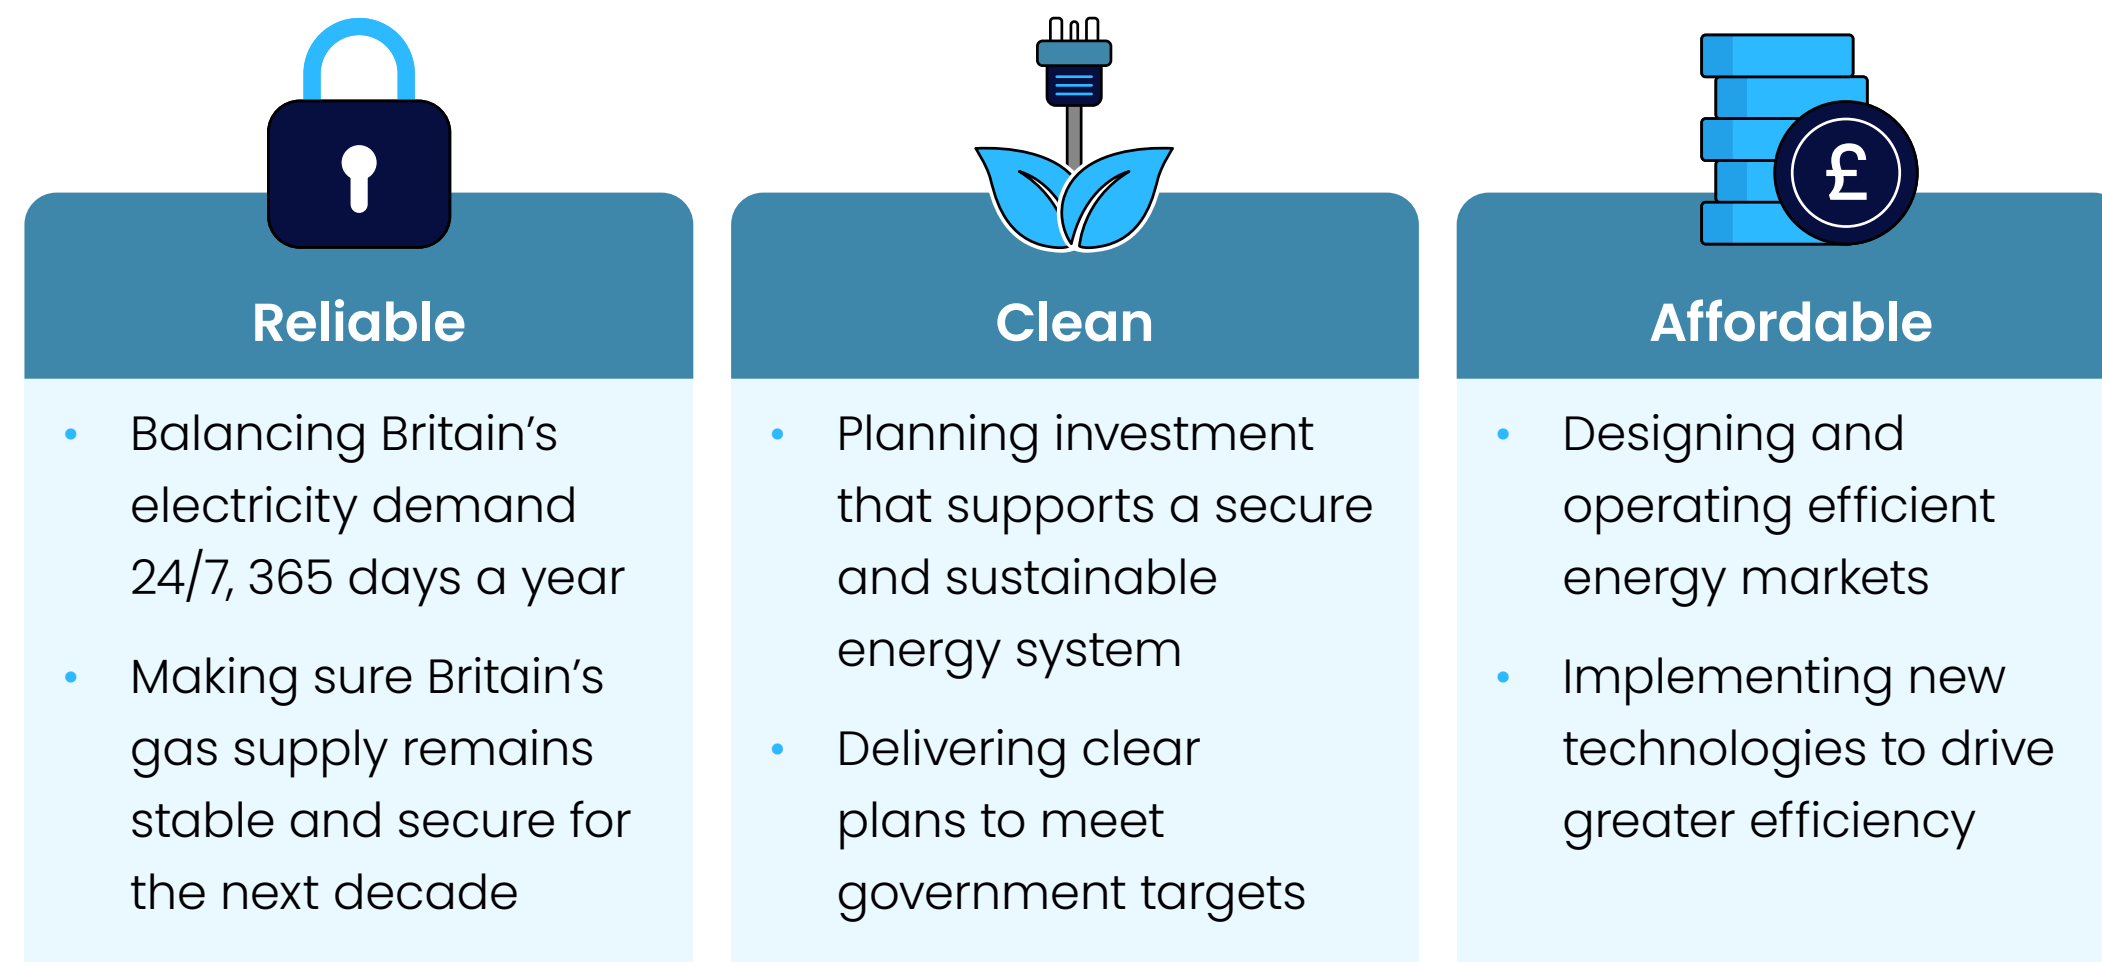 Reliable
• Balancing Britain’s
electricity demand
24/7, 365 days a year
• Making sure Britain’s
gas supply remains
stable and secure for
the next decade
Clean
• Planning investment
that supports a secure
and sustainable
energy system
• Delivering clear
plans to meet
government targets
£
Affordable
• Designing and
operating efficient
energy markets
• Implementing new
technologies to drive
greater efficiency